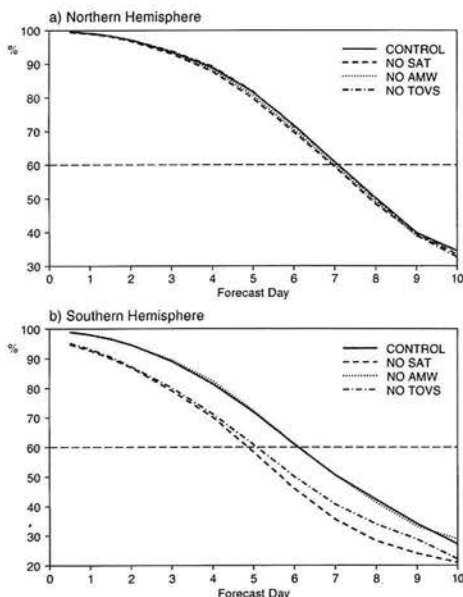 a) Northern Hemisphere
%
100
90
80
70
60
50
40
30
CONTROL
NO SAT
NO AMW
NO TOVS
0 1 2 3 4 5 6 7 8 9 10
Forecast Day
b) Southern Hemisphere
%
100
90
80
70
60
50
40
30
20
CONTROL
NO SAT
NO AMW
NO TOVS
0 1 2 3 4 5 6 7 8 9 10
Forecast Day